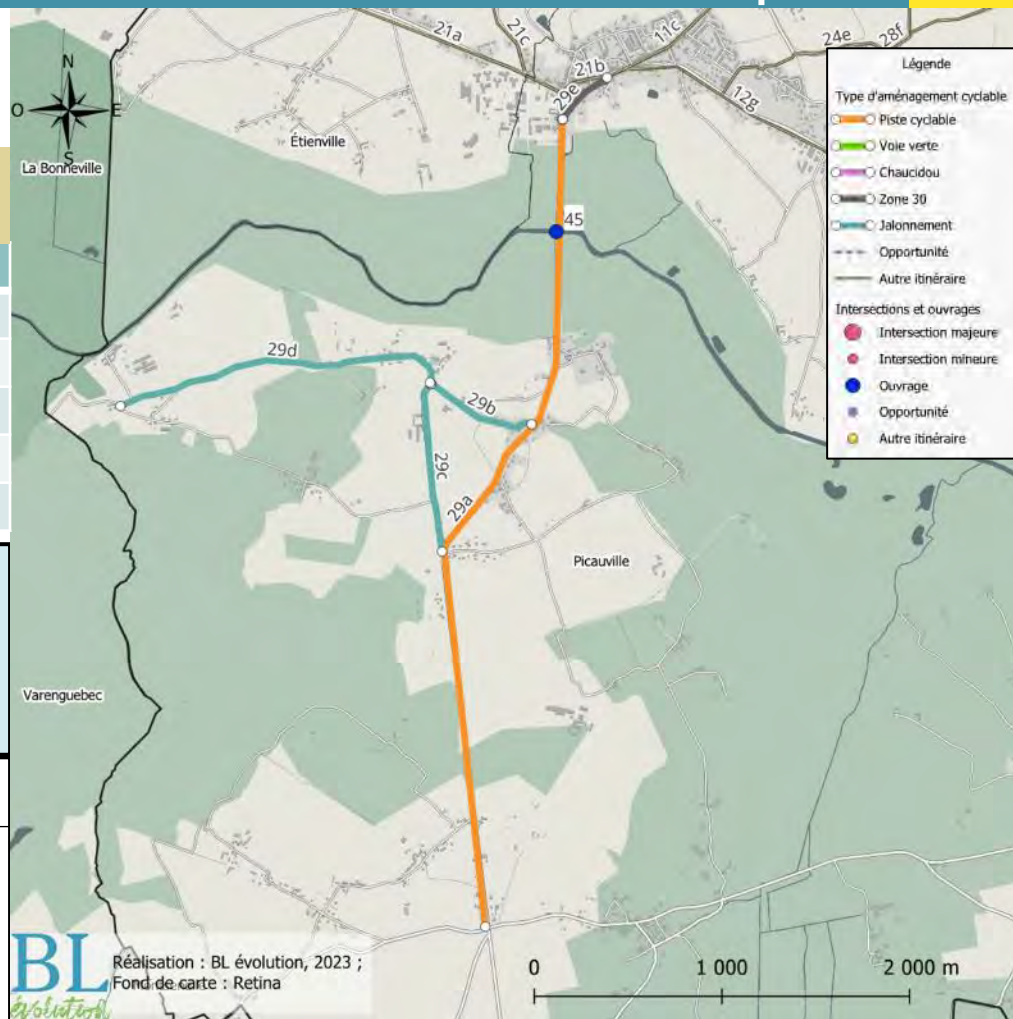 21a
21c
11c
24e
28f
21b
29e
12g
N
O
E
S
Étienville
La Bonneville
45
29d
29b
29c
29a
Picauville
Varenguebec
Légende
Type d'aménagement cyclable
Piste cyclable
Voie verte
Chaucidou
Zone 30
Jalonnement
Opportunité
Autre itinéraire
Intersections et ouvrages
Intersection majeure
Intersection mineure
Ouvrage
Opportunité
Autre itinéraire
BL
évolution
Réalisation : BL évolution, 2023 ;
Fond de carte : Retina
0 1 000 2 000 m